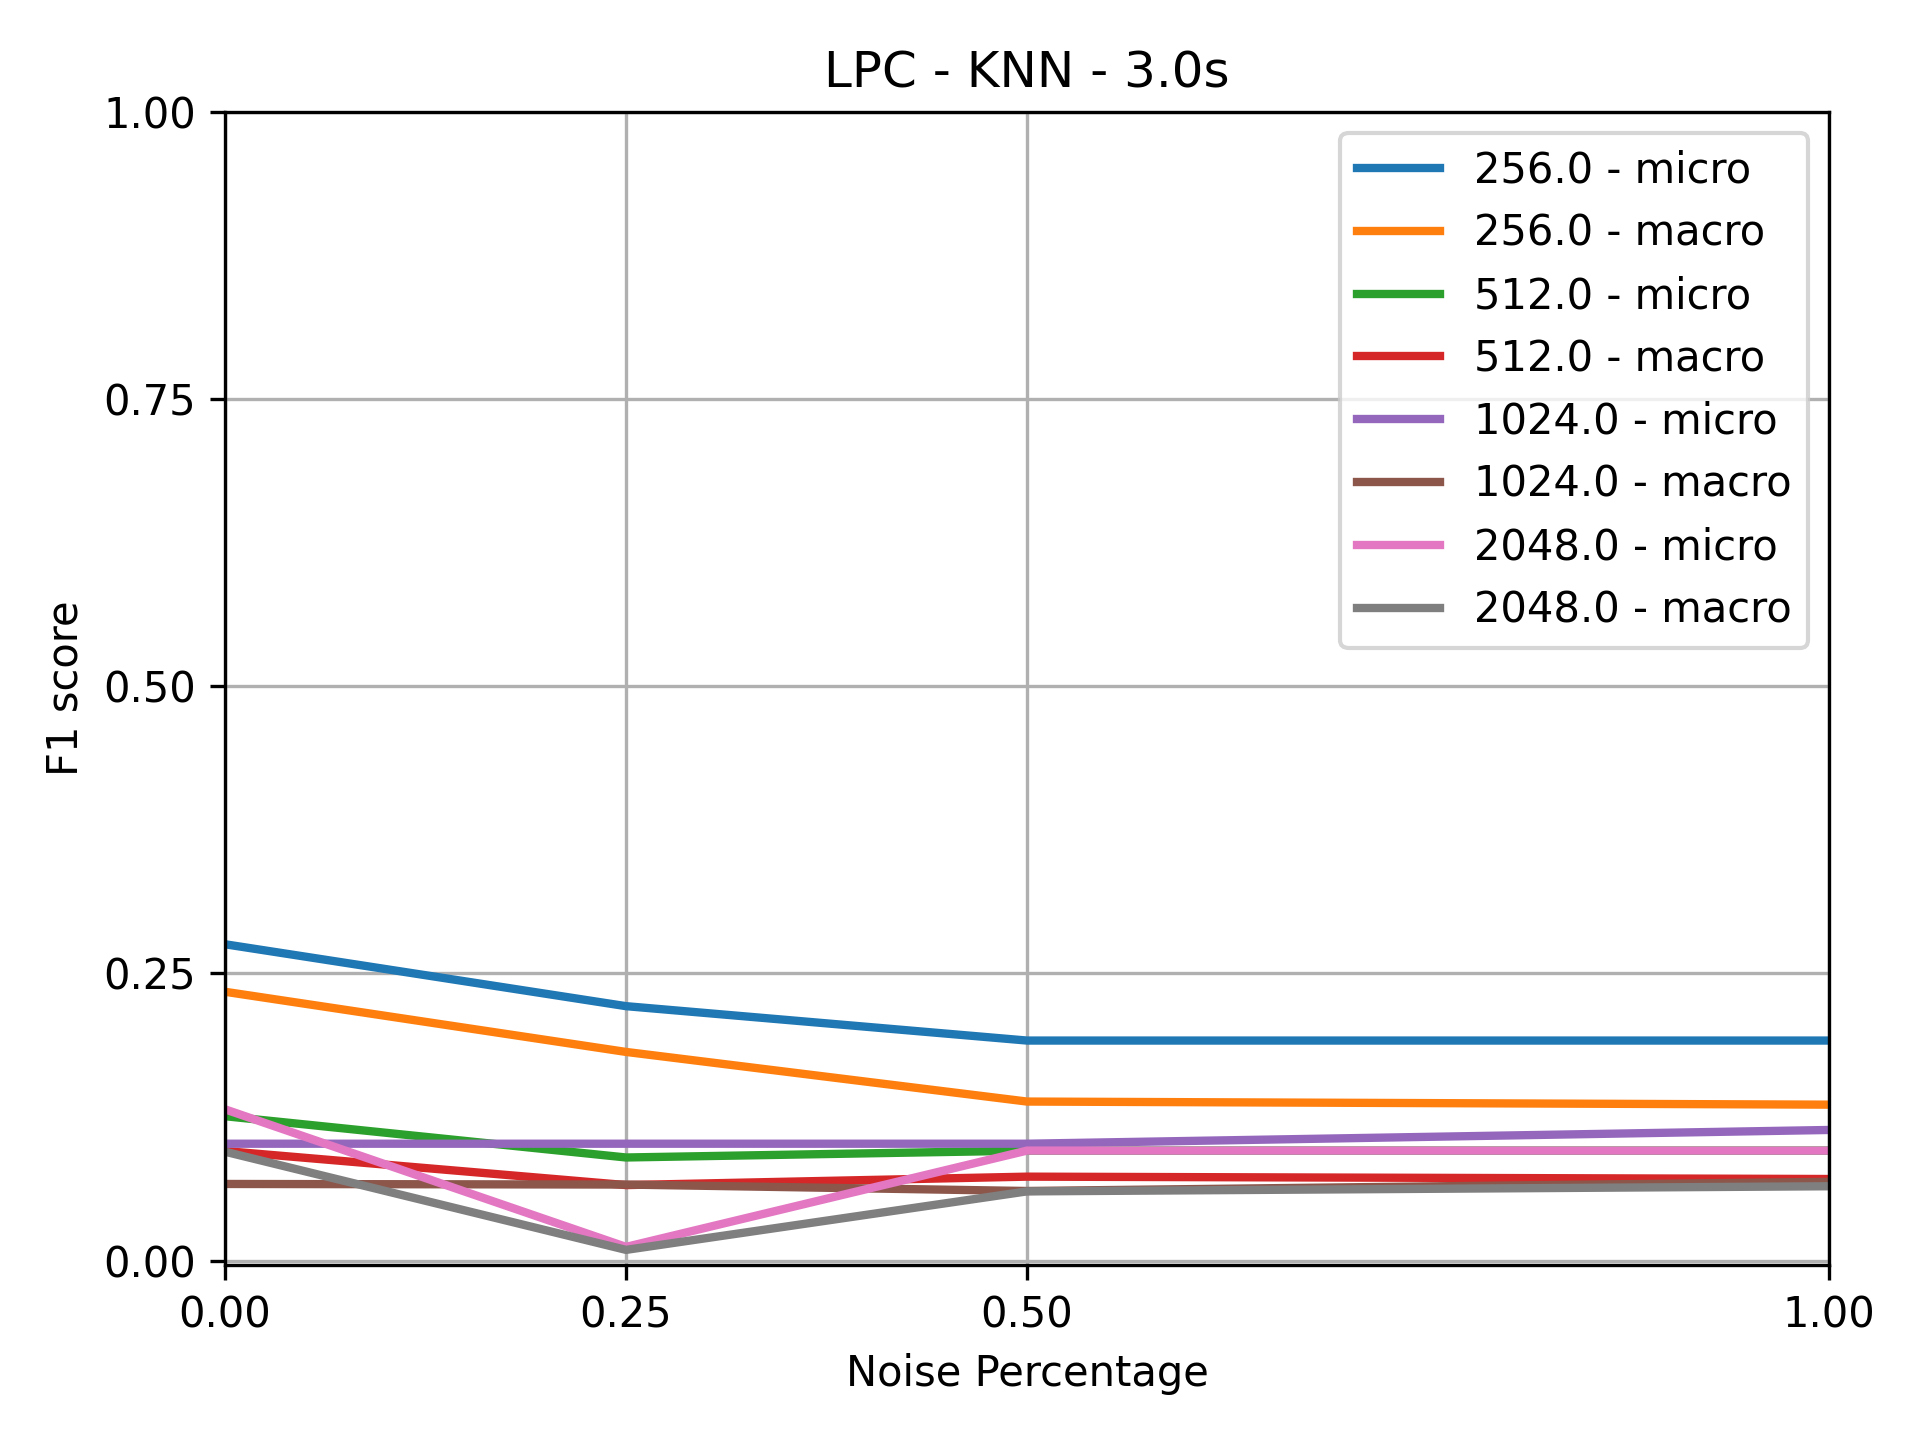 LPC - KNN - 3.0s
1.00
0.75
0.50
0.25
0.00
F1 score
256.0 - micro
256.0 - macro
512.0 - micro
512.0 - macro
1024.0 - micro
1024.0 - macro
2048.0 - micro
2048.0 - macro
0.00 0.25 0.50 1.00
Noise Percentage